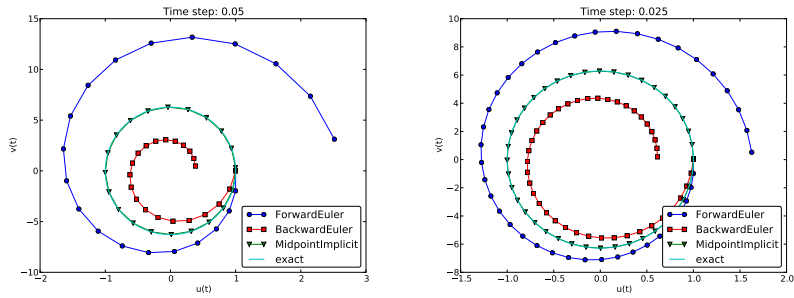 Time step: 0.05
15
10
5
0
−5
−10
−2
−1
0
1
2
3
v(t)
u(t)
ForwardEuler
BackwardEuler
MidpointImplicit
exact
Time step: 0.025
10
8
6
4
2
0
−2
−4
−6
−8
−1.5
−1.0
−0.5
0.0
0.5
1.0
1.5
2.0
v(t)
u(t)
ForwardEuler
BackwardEuler
MidpointImplicit
exact